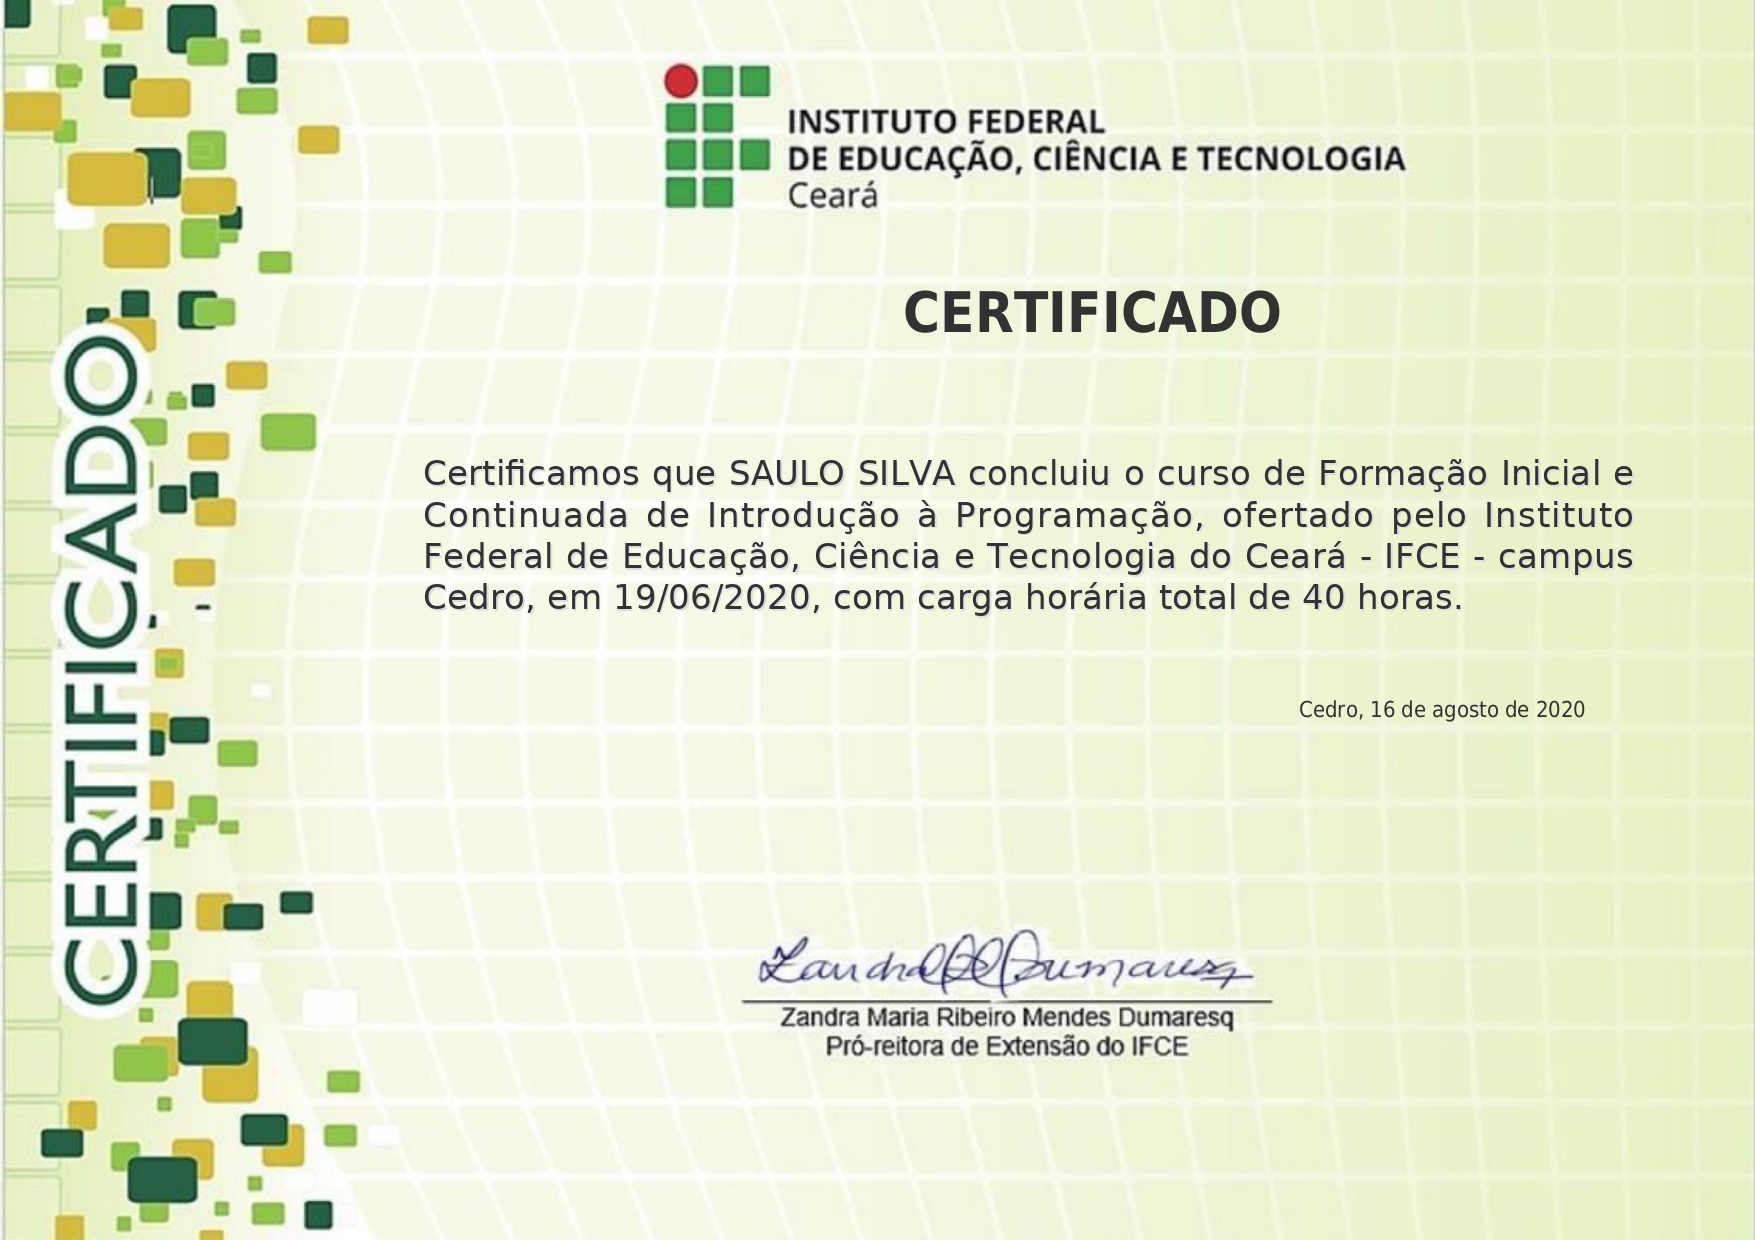 INSTITUTO FEDERAL
DE EDUCAÇÃO, CIÊNCIA E TECNOLOGIA
Ceará
CERTIFICADO
CERTIFICADO
Certificamos que SAULO SILVA concluiu o curso de Formação Inicial e
Continuada de Introdução à Programação, ofertado pelo Instituto
Federal de Educação, Ciência e Tecnologia do Ceará - IFCE - campus
Cedro, em 19/06/2020, com carga horária total de 40 horas.
Cedro, 16 de agosto de 2020
Zandra Maria Ribeiro Mendes Dumaresq
Pró-reitora de Extensão do IFCE